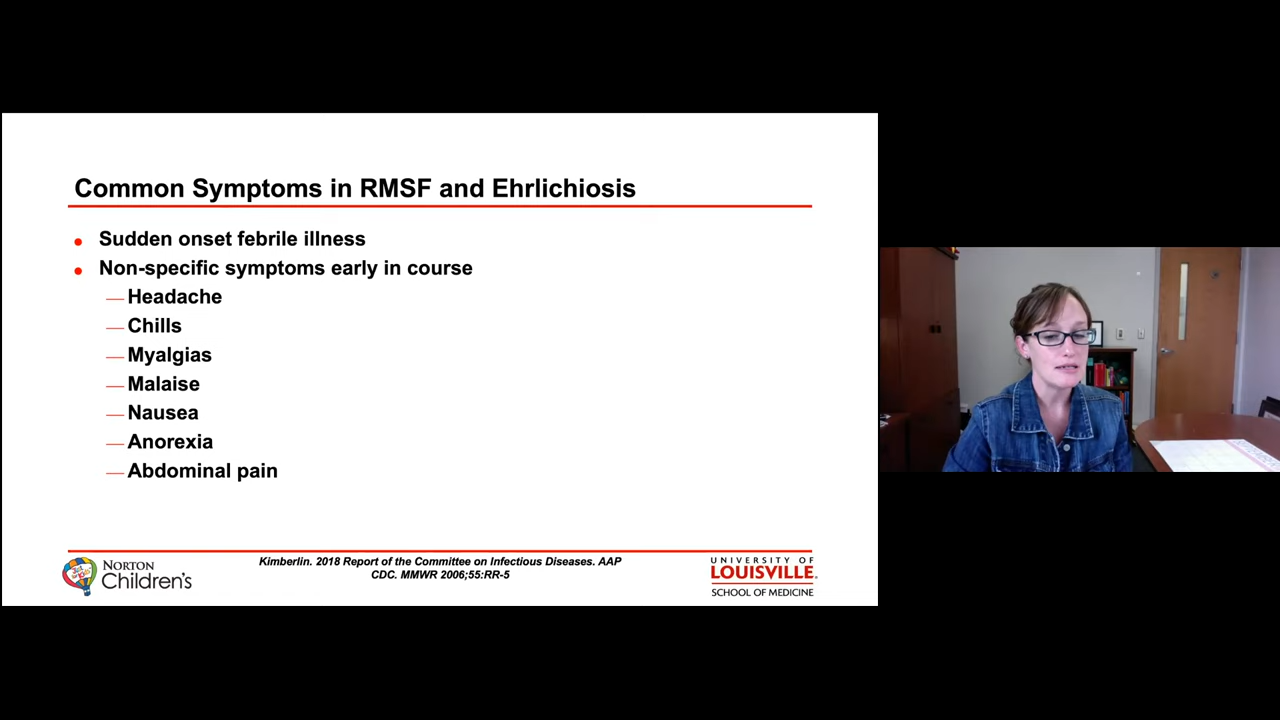 Common Symptoms in RMSF and Ehrlichiosis
• Sudden onset febrile illness
• Non-specific symptoms early in course
— Headache
— Chills
— Myalgias
— Malaise
— Nausea
— Anorexia
— Abdominal pain
NORTON
Children's
Kimberlin. 2018 Report of the Committee on Infectious Diseases. AAP
CDC. MMWR 2006;55:RR-5
UNIVERSITY OF
LOUISVILLE.
SCHOOL OF MEDICINE